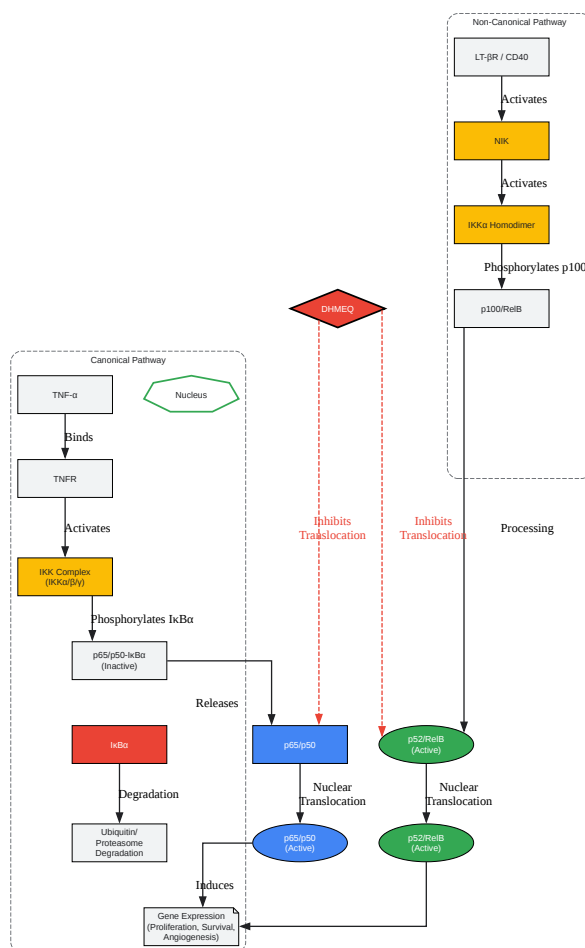 Non-Canonical Pathway
LT-βR / CD40
Activates
NIK
Activates
IKKα Homodimer
Phosphorylates p100
DHMEQ
p100/RelB
Canonical Pathway
TNF-α
Nucleus
Binds
TNFR
Activates
Inhibits
Translocation
Inhibits
Translocation
Processing
IKK Complex
(IKKα/β/γ)
Phosphorylates IκBα
p65/p50-IκBα
(Inactive)
Releases
IκBα
p65/p50
p52/RelB
(Active)
Degradation
Nuclear
Translocation
Nuclear
Translocation
Ubiquitin/
Proteasome
Degradation
p65/p50
(Active)
p52/RelB
(Active)
Induces
Gene Expression
(Proliferation, Survival,
Angiogenesis)